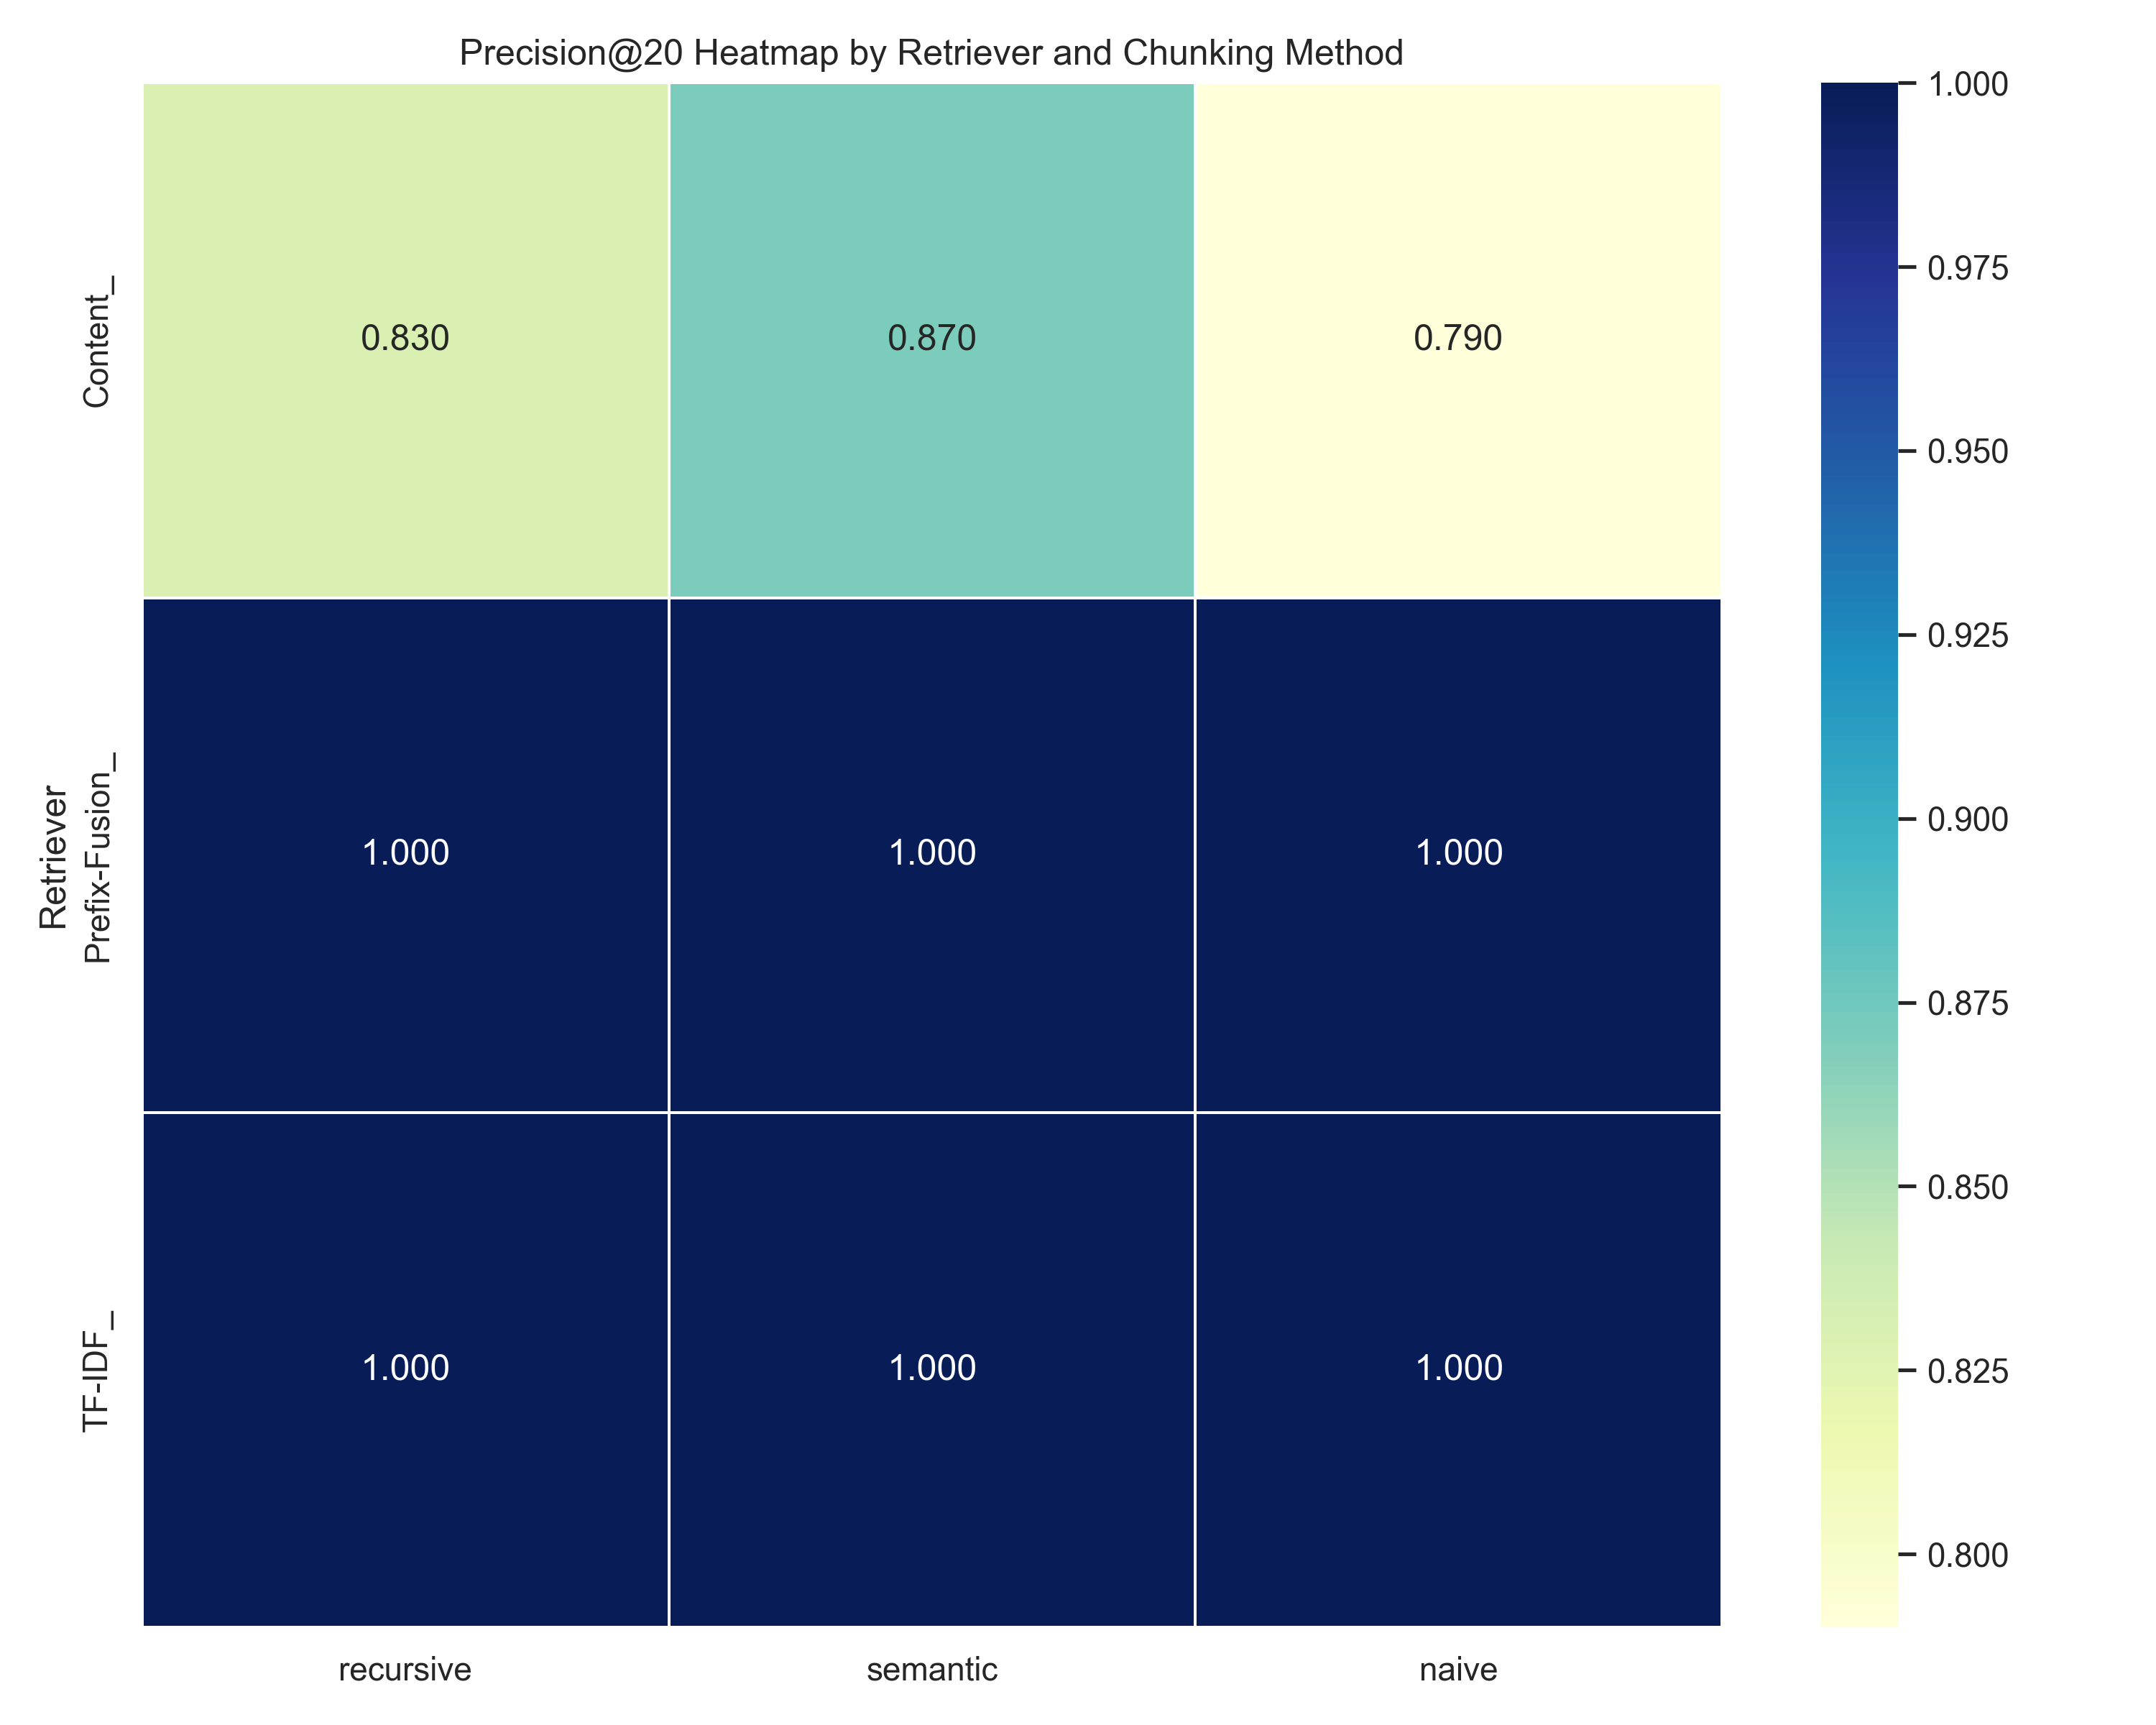 Precision@20 Heatmap by Retriever and Chunking Method
Retriever
Content_
0.830 0.870 0.790
Prefix-Fusion_
1.000 1.000 1.000
TF-IDF_
1.000 1.000 1.000
recursive semantic naive
1.000
0.975
0.950
0.925
0.900
0.875
0.850
0.825
0.800